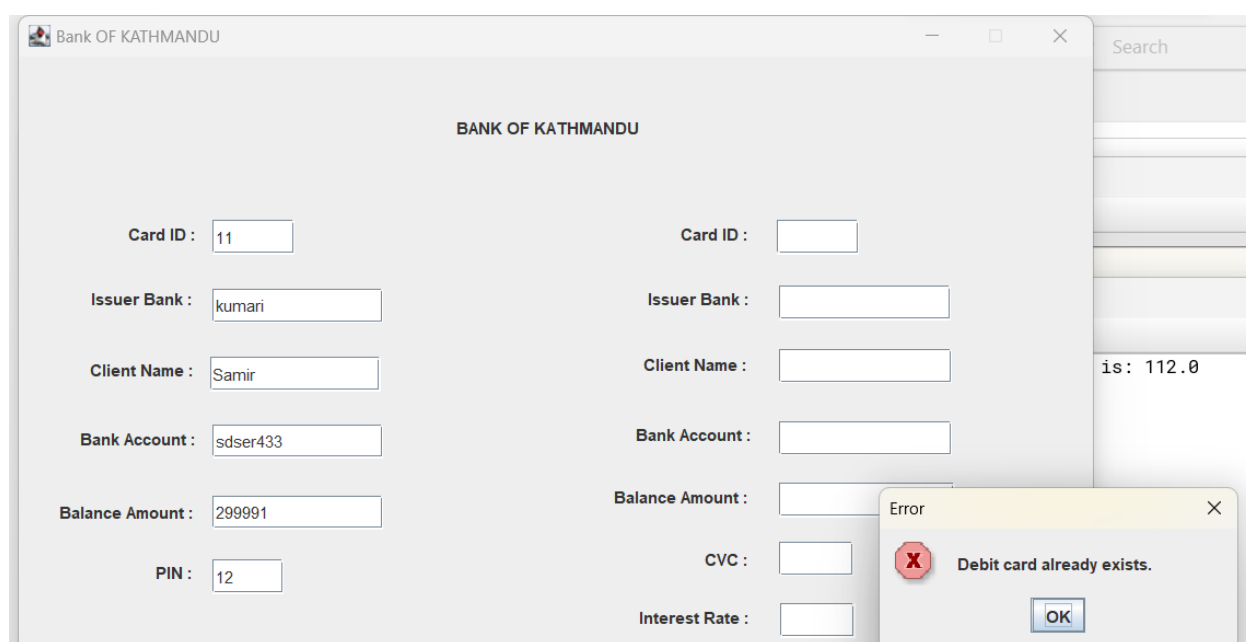 Bank OF KATHMANDU
Search
BANK OF KATHMANDU
Card ID : 11
Card ID :
Issuer Bank : kumari
Issuer Bank :
Client Name : Samir
Client Name :
is: 112.0
Bank Account : sdser433
Bank Account :
Balance Amount : 299991
Balance Amount :
Error
PIN : 12
CVC :
X Debit card already exists.
Interest Rate :
OK